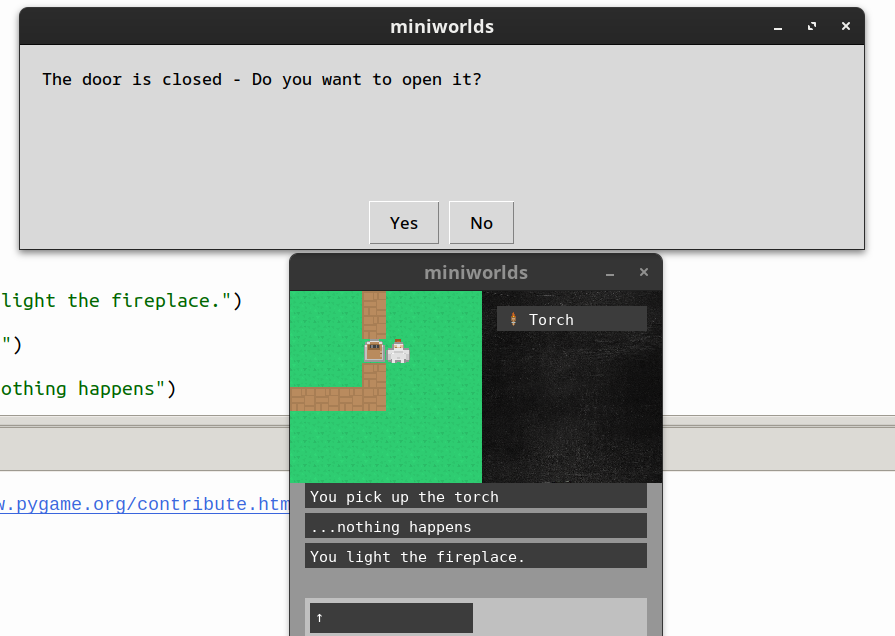 miniworlds
The door is closed - Do you want to open it?
Yes No
light the fireplace.")
")
othing happens")
w.pygame.org/contribute.htm
miniworlds
Torch
You pick up the torch
...nothing happens
You light the fireplace.
↑